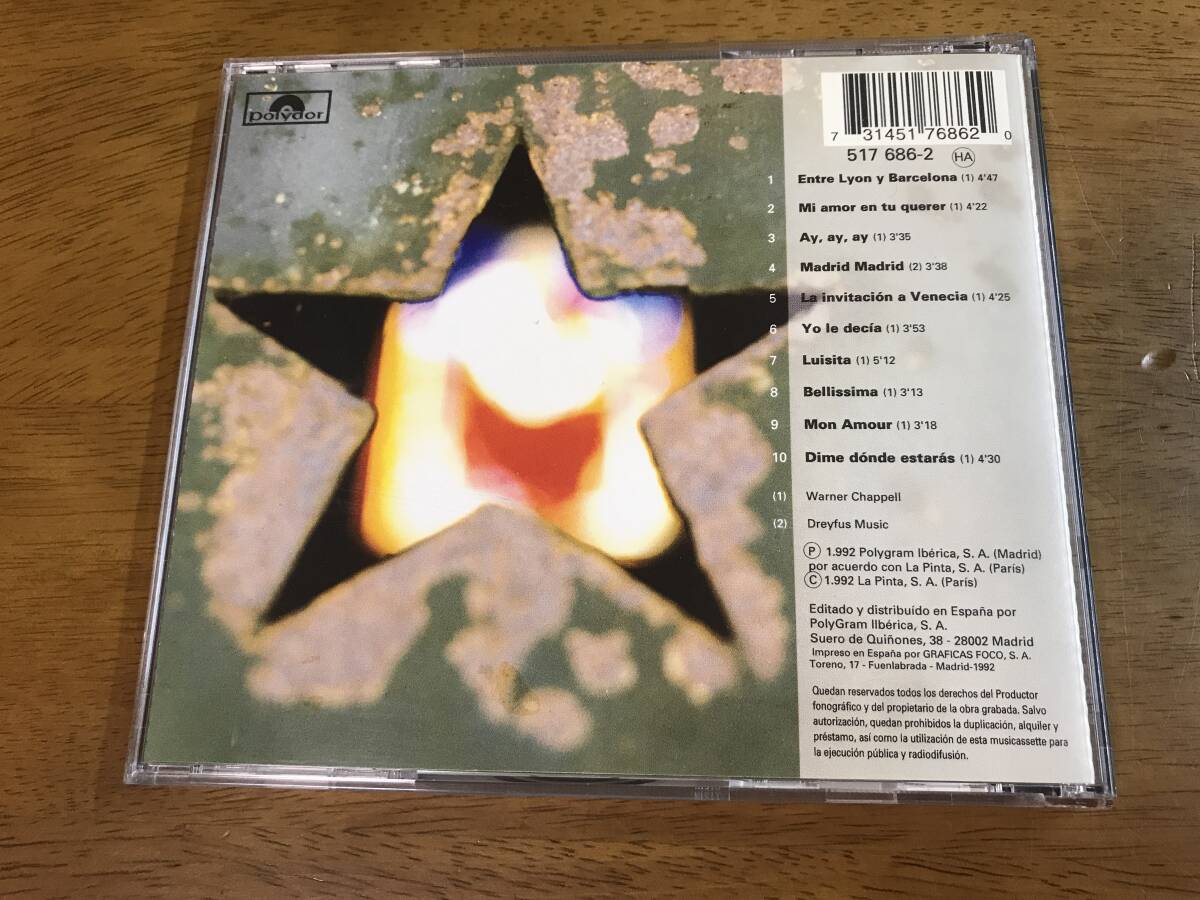 polydor
7 31451 76862 0
517 686-2 HA
1 Entre Lyon y Barcelona (1) 4'47
2 Mi amor en tu querer (1) 4'22
3 Ay, ay, ay (1) 3'35
4 Madrid Madrid (2) 3'38
5 La invitación a Venecia (1) 4'25
6 Yo le decía (1) 3'53
7 Luisita (1) 5'12
8 Bellissima (1) 3'13
9 Mon Amour (1) 3'18
10 Dime dónde estarás (1) 4'30
(1) Warner Chappell
(2) Dreyfus Music
Ⓟ 1.992 Polygram Ibérica, S. A. (Madrid)
por acuerdo con La Pinta, S. A. (París)
© 1.992 La Pinta, S. A. (París)
Editado y distribuído en España por
PolyGram Ilbérica, S. A.
Suero de Quiñones, 38 - 28002 Madrid
Impreso en España por GRAFICAS FOCO, S. A.
Toreno, 17 - Fuenlabrada - Madrid-1992
Quedan reservados todos los derechos del Productor
fonográfico y del propietario de la obra grabada. Salvo
autorización, quedan prohibidos la duplicación, alquiler y
préstamo, así como la utilización de esta musicassette para
la ejecución pública y radiodifusión.